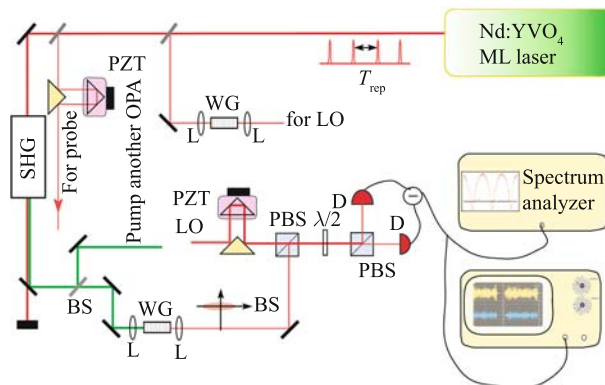 Nd:YVO4
ML laser
Trep
PZT
WG
L
L
for LO
SHG
For probe
Pump another OPA
PZT
LO
PBS
λ/2
D
D
PBS
−
Spectrum
analyzer
BS
WG
L
L
BS